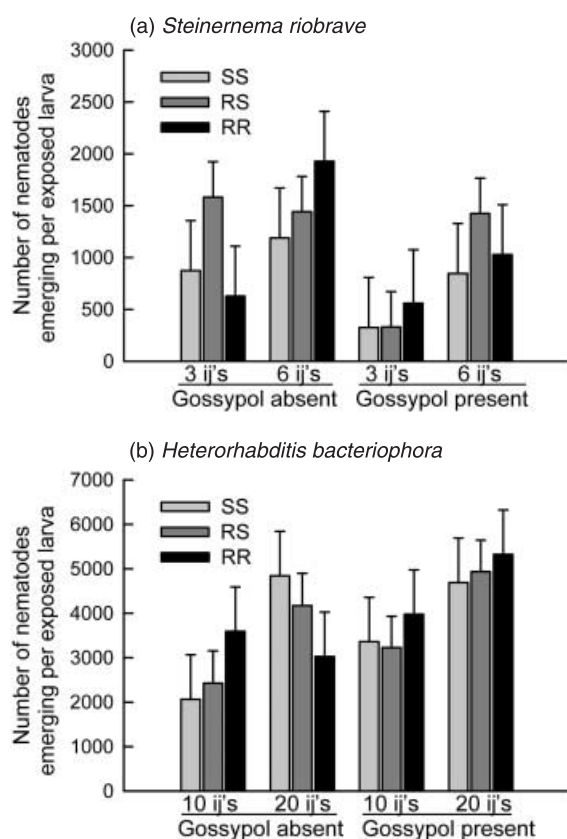 (a) Steinernema riobrave
Number of nematodes
emerging per exposed larva
3000
2500
2000
1500
1000
500
0
SS
RS
RR
3 ij's 6 ij's 3 ij's 6 ij's
Gossypol absent Gossypol present
(b) Heterorhabditis bacteriophora
Number of nematodes
emerging per exposed larva
7000
6000
5000
4000
3000
2000
1000
0
SS
RS
RR
10 ij's 20 ij's 10 ij's 20 ij's
Gossypol absent Gossypol present